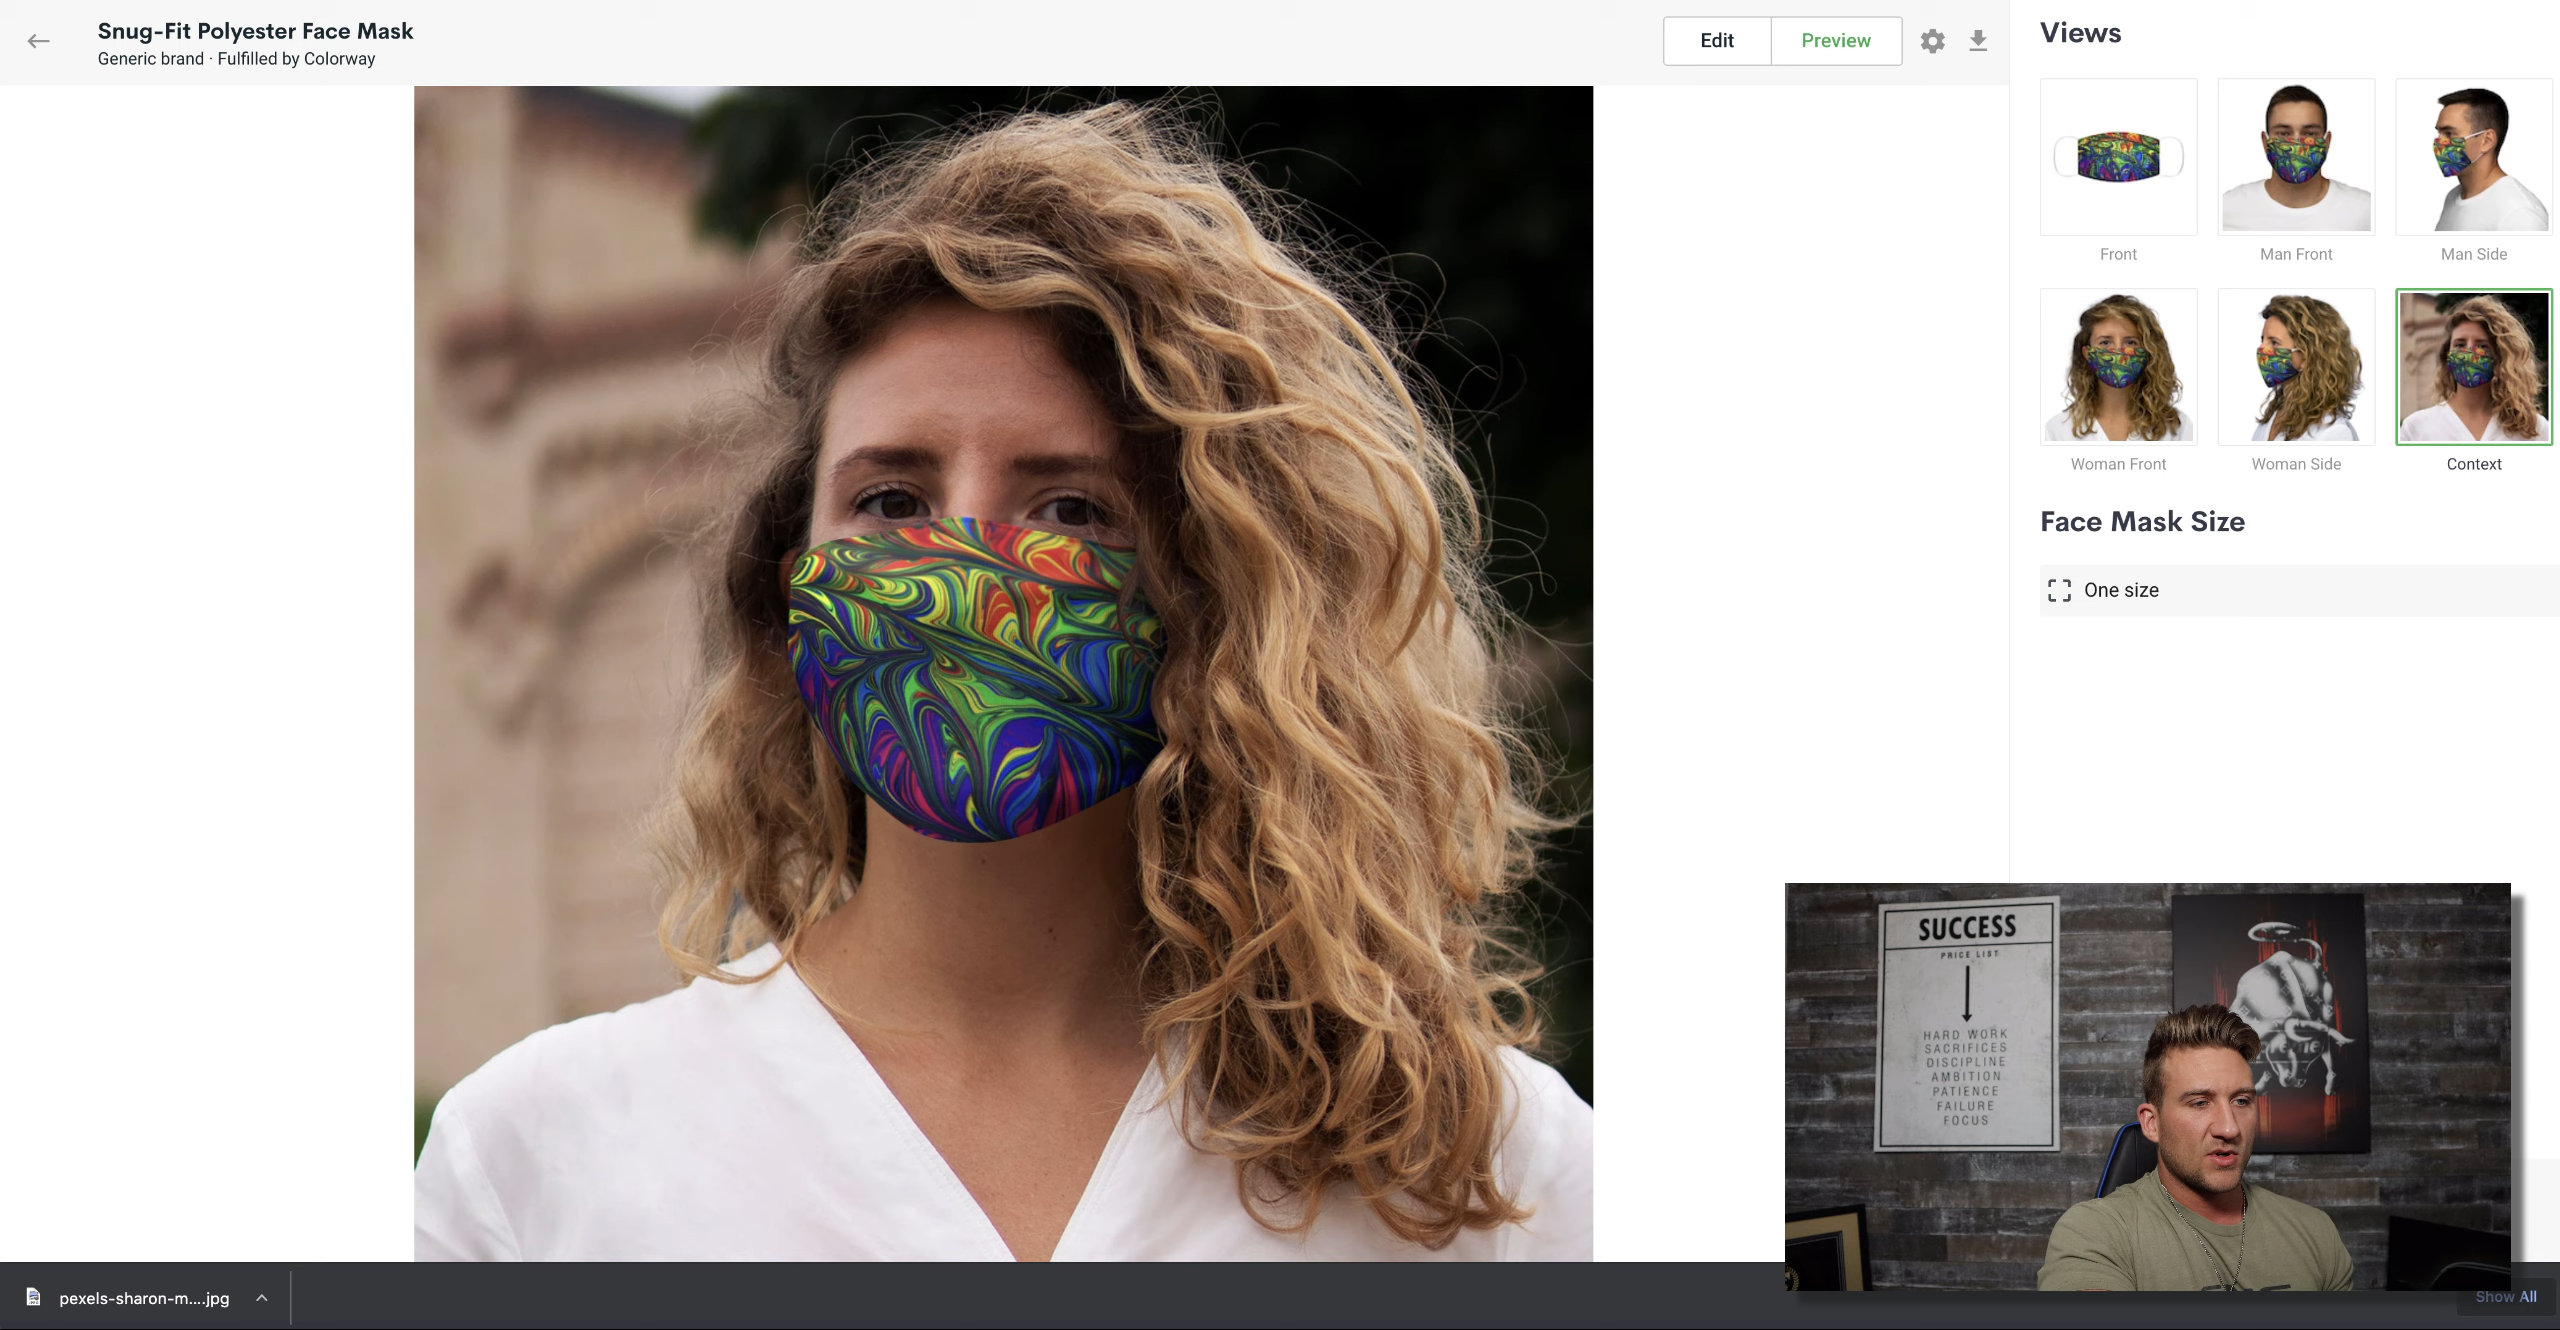 Snug-Fit Polyester Face Mask
Generic brand · Fulfilled by Colorway
Edit
Preview
Views
Front
Man Front
Man Side
Woman Front
Woman Side
Context
Face Mask Size
One size
SUCCESS
PRICE LIST
HARD WORK
SACRIFICES
DISCIPLINE
AMBITION
PATIENCE
FAILURE
FOCUS
pexels-sharon-m....jpg
Show All